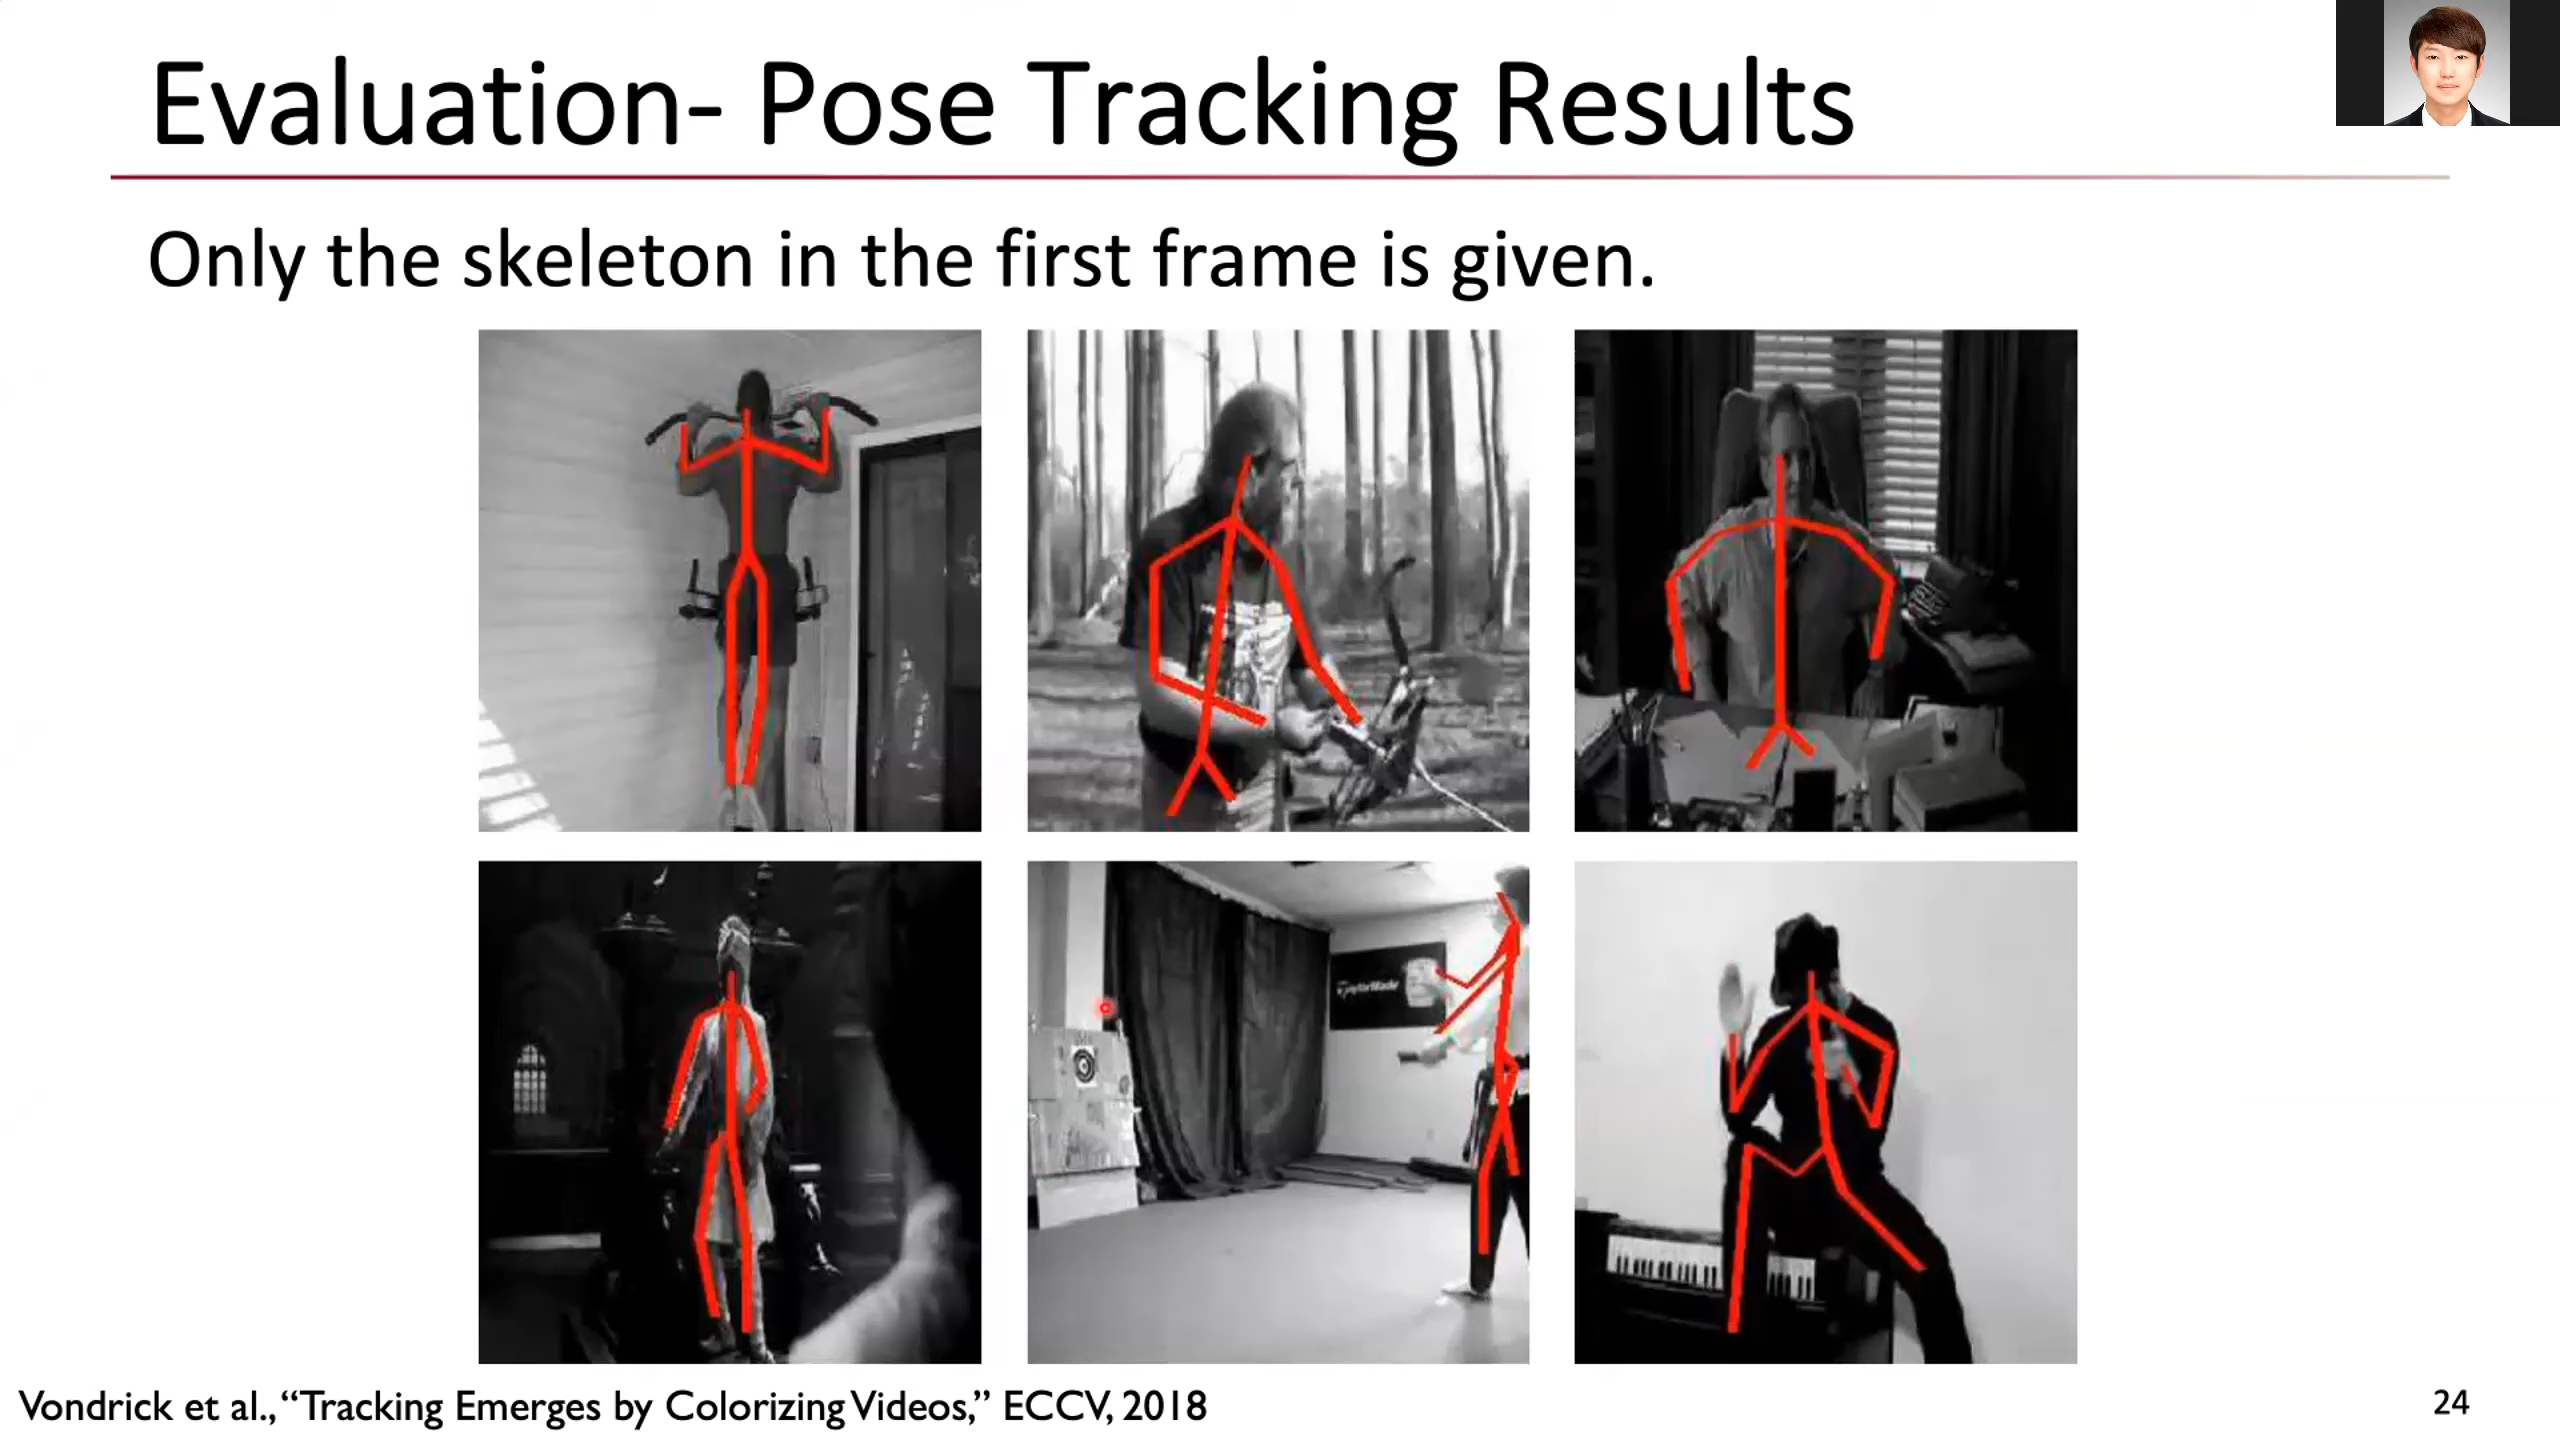 Evaluation- Pose Tracking Results
Only the skeleton in the first frame is given.
TaylorMade
Vondrick et al., “Tracking Emerges by Colorizing Videos,” ECCV, 2018
24